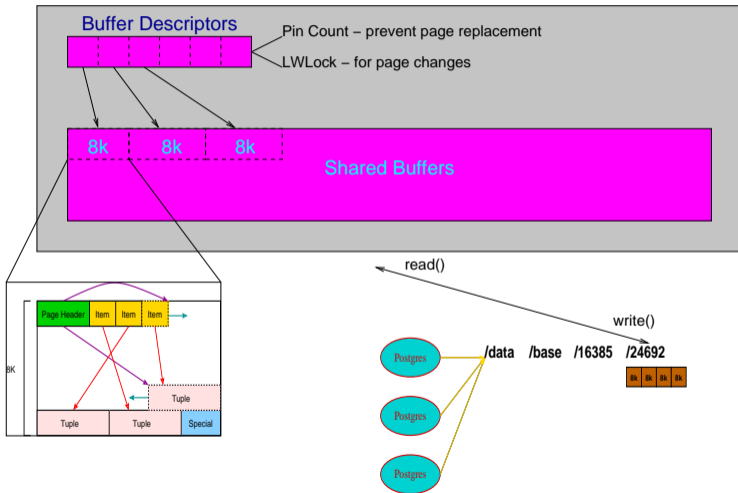 Buffer Descriptors
Pin Count – prevent page replacement
LWLock – for page changes
8k 8k 8k
Shared Buffers
read()
write()
/data /base /16385 /24692
8k 8k 8k 8k
Postgres
Postgres
Postgres
8K
Page Header Item Item Item
Tuple
Tuple Tuple Special